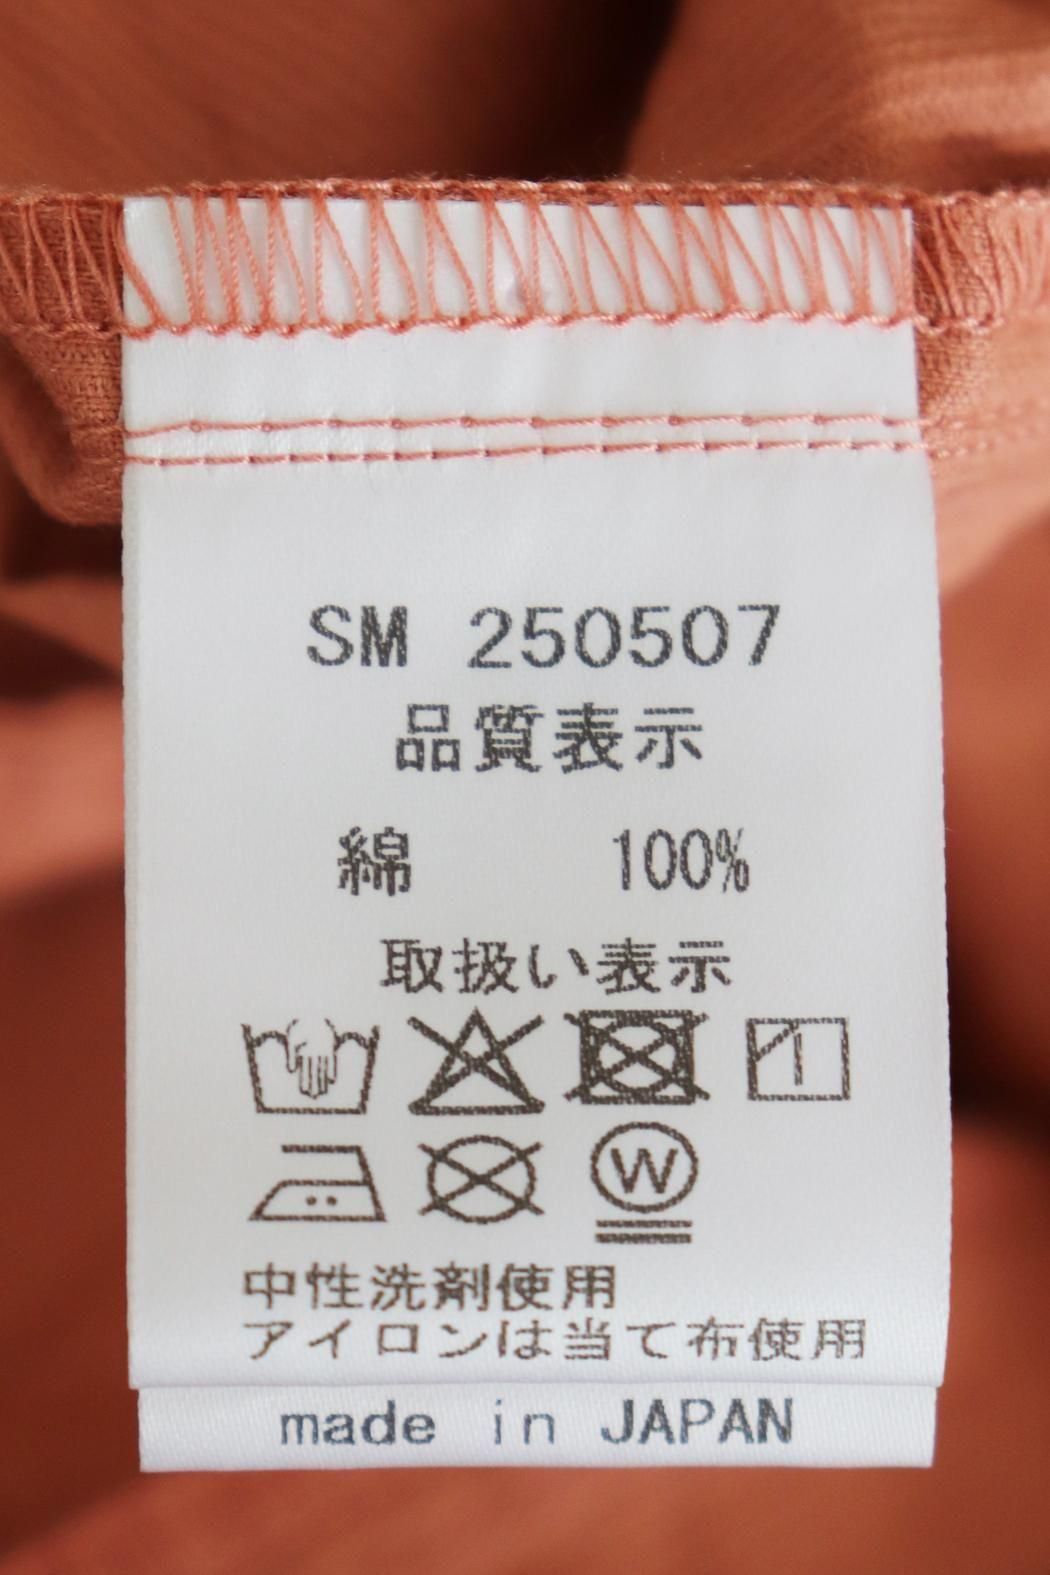 SM 250507
品質表示
綿 100%
取扱い表示
W
中性洗剤使用
アイロンは当て布使用
made in JAPAN